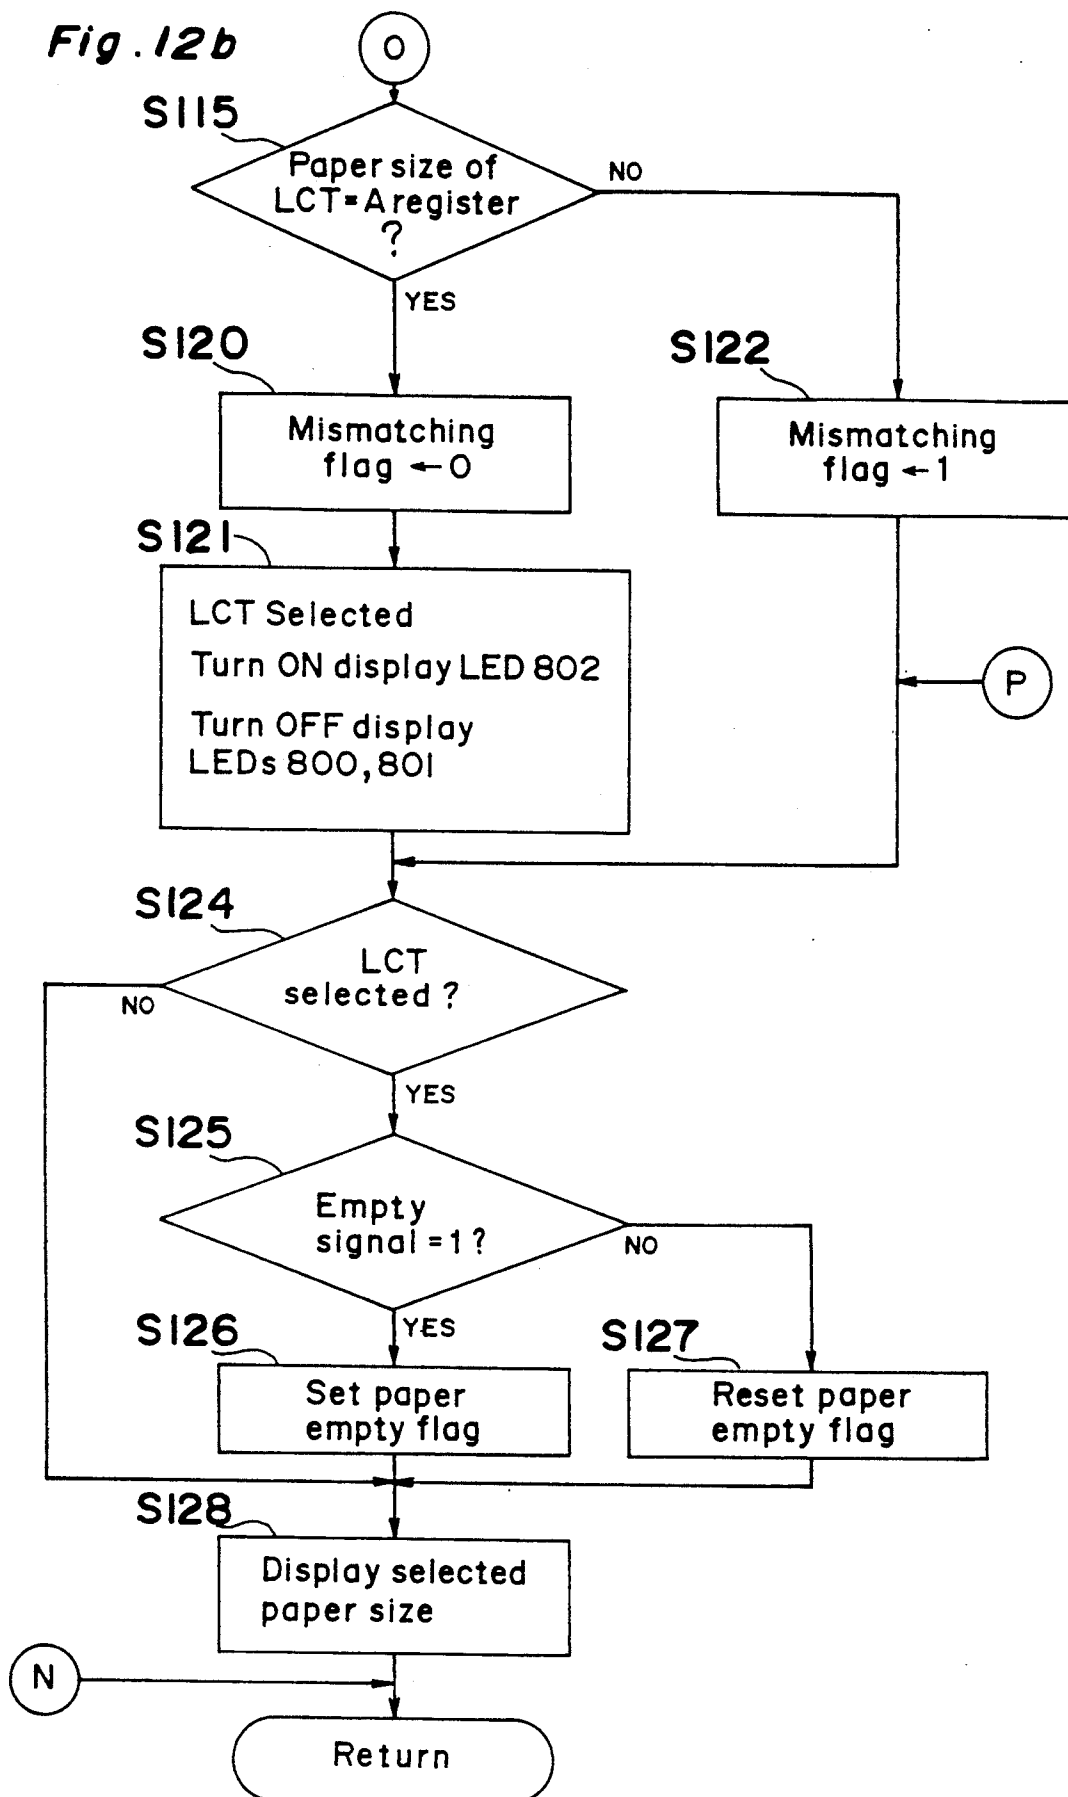 Fig. 12b
O
S115
Paper size of
LCT=A register
?
NO
YES
S120
Mismatching
flag ←0
S122
Mismatching
flag ←1
S121
LCT Selected
Turn ON display LED 802
Turn OFF display
LEDs 800, 801
P
S124
LCT
selected ?
NO
YES
S125
Empty
signal =1 ?
NO
YES
S126
Set paper
empty flag
S127
Reset paper
empty flag
S128
Display selected
paper size
N
Return